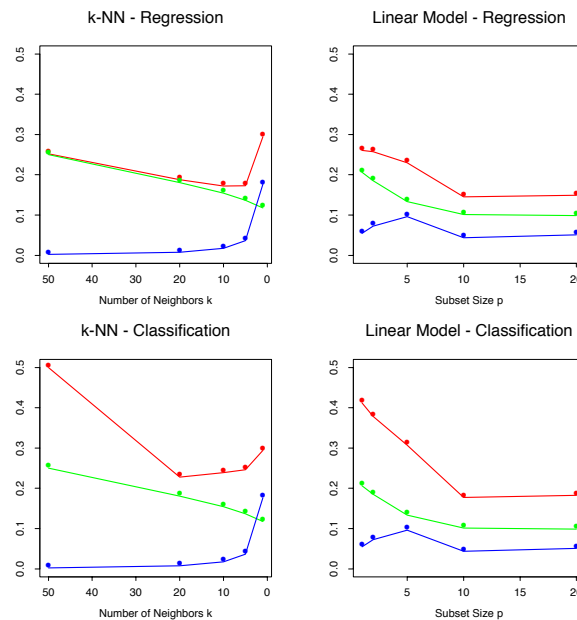 k-NN - Regression
0.0 0.1 0.2 0.3 0.4 0.5
50 40 30 20 10 0
Number of Neighbors k
Linear Model - Regression
0.0 0.1 0.2 0.3 0.4 0.5
5 10 15 20
Subset Size p
k-NN - Classification
0.0 0.1 0.2 0.3 0.4 0.5
50 40 30 20 10 0
Number of Neighbors k
Linear Model - Classification
0.0 0.1 0.2 0.3 0.4 0.5
5 10 15 20
Subset Size p